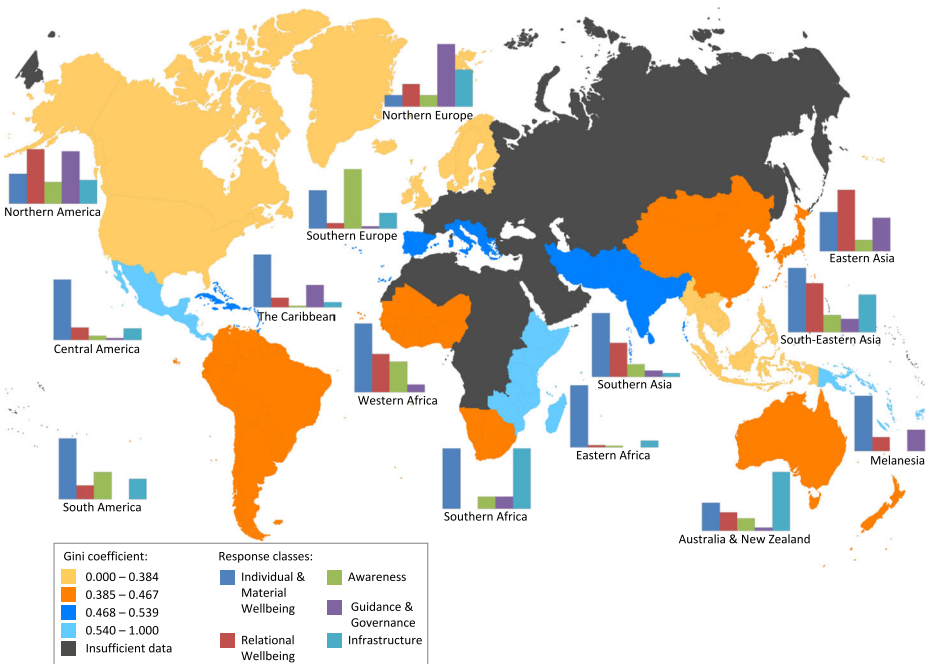 Northern Europe
Northern America
Southern Europe
Eastern Asia
The Caribbean
Central America
South-Eastern Asia
Southern Asia
Western Africa
Eastern Africa
Melanesia
South America
Southern Africa
Australia & New Zealand
Gini coefficient:
0.000 – 0.384
0.385 – 0.467
0.468 – 0.539
0.540 – 1.000
Insufficient data
Response classes:
Individual &
Material
Wellbeing
Relational
Wellbeing
Awareness
Guidance &
Governance
Infrastructure